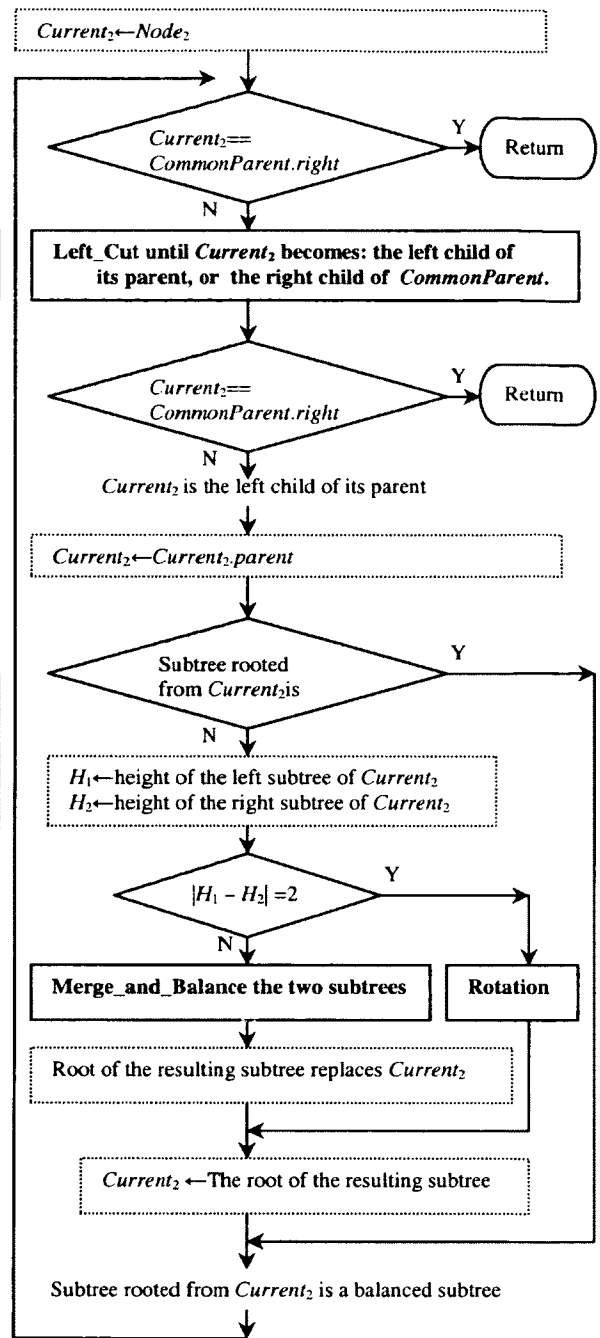 Current₂←Node₂
Current₂==
CommonParent.right
Y
Return
N
Left_Cut until Current₂ becomes: the left child of
its parent, or the right child of CommonParent.
Current₂==
CommonParent.right
Y
Return
N
Current₂ is the left child of its parent
Current₂←Current₂.parent
Subtree rooted
from Current₂is
Y
N
H₁←height of the left subtree of Current₂
H₂←height of the right subtree of Current₂
|H₁ – H₂| =2
Y
N
Merge_and_Balance the two subtrees
Rotation
Root of the resulting subtree replaces Current₂
Current₂ ←The root of the resulting subtree
Subtree rooted from Current₂ is a balanced subtree